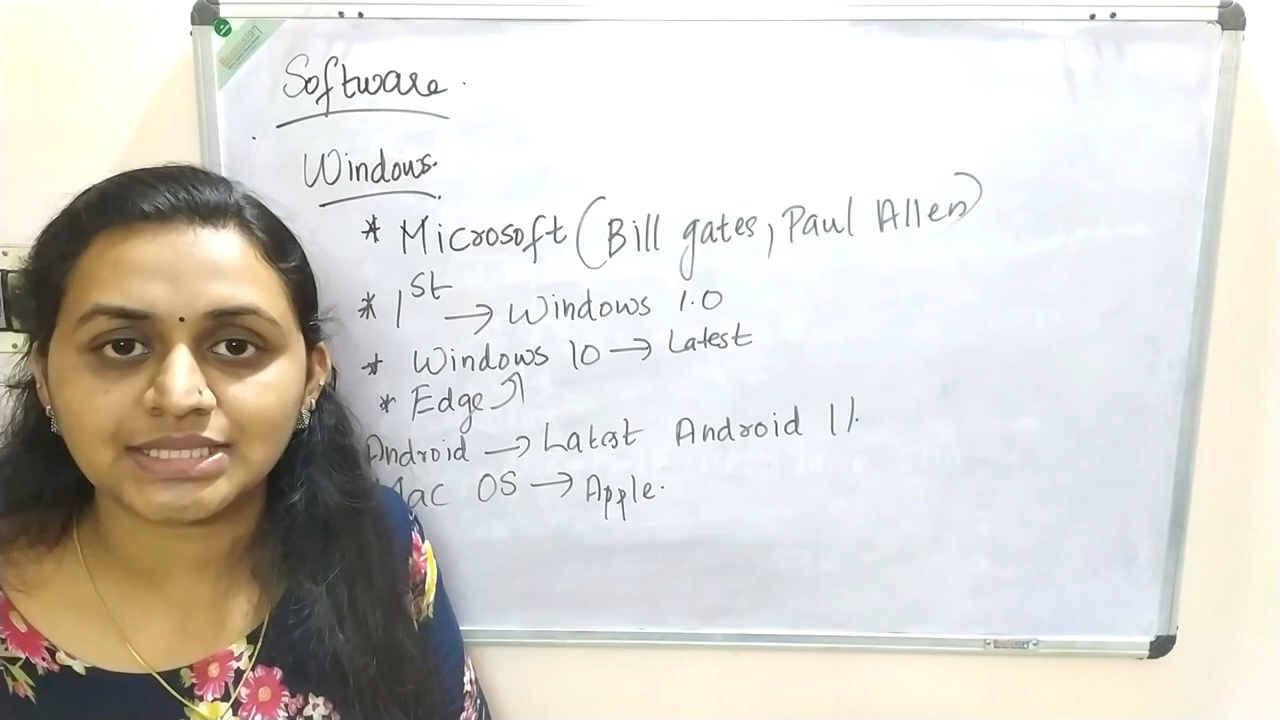 Software.
Windows.
* Microsoft (Bill gates, Paul Allen)
* 1st → Windows 1.0
* Windows 10 → Latest
* Edge ↗
Android → Latest Android 11.
Mac OS → Apple.